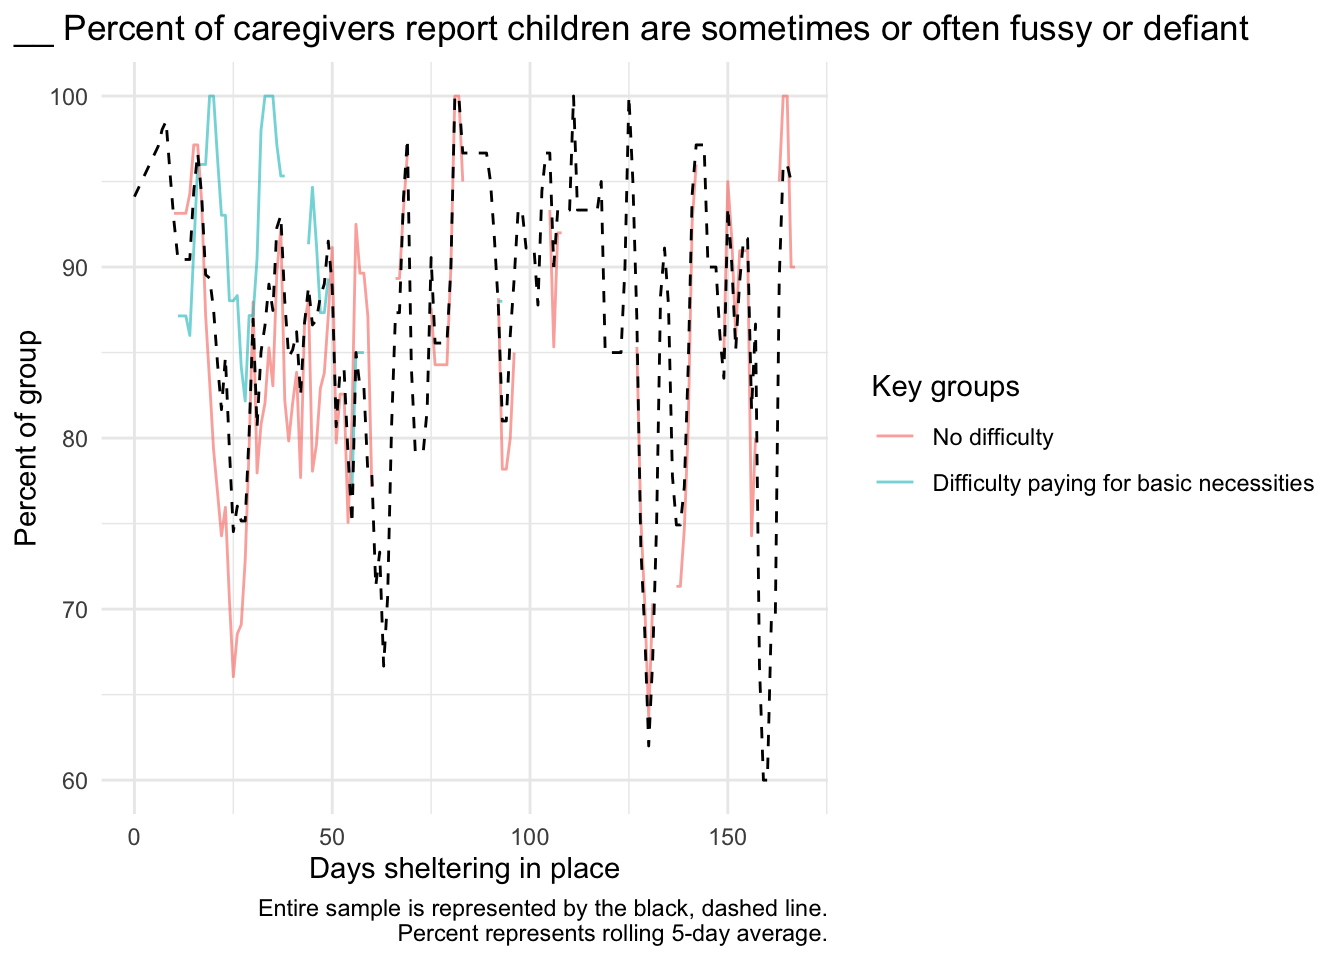 __ Percent of caregivers report children are sometimes or often fussy or defiant
100
90
80
70
60
Percent of group
0 50 100 150
Days sheltering in place
Key groups
No difficulty
Difficulty paying for basic necessities
Entire sample is represented by the black, dashed line.
Percent represents rolling 5-day average.